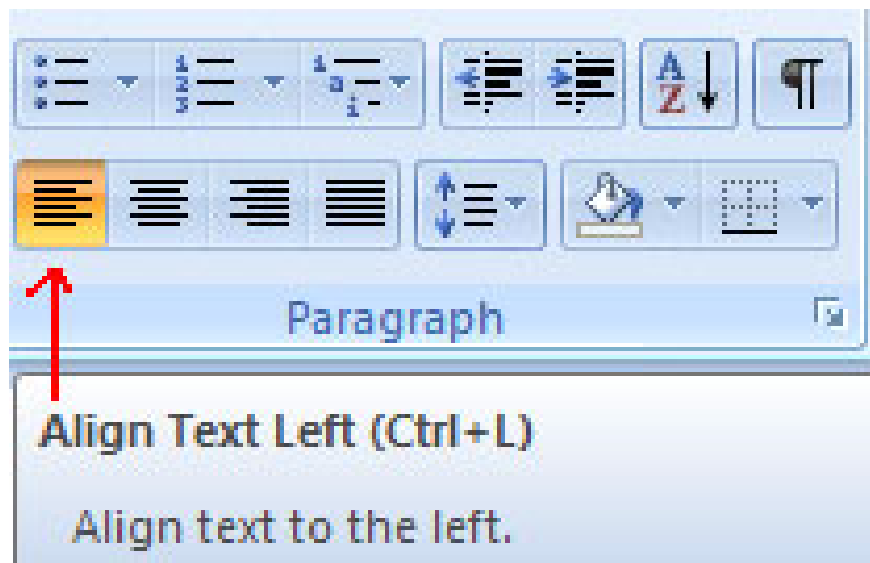 A
Z
¶
Paragraph
Align Text Left (Ctrl+L)
Align text to the left.